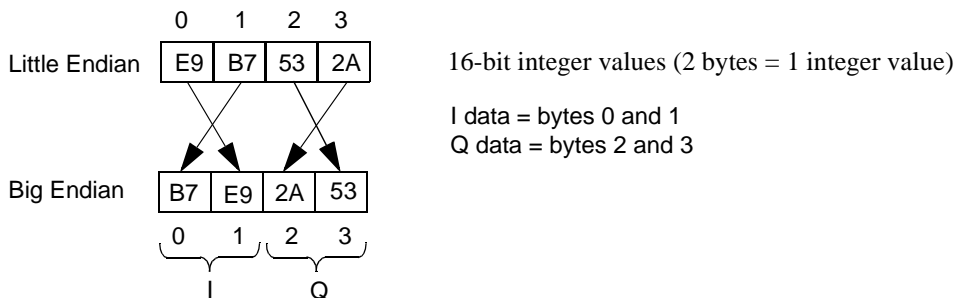 0 1 2 3
Little Endian E9 B7 53 2A
16-bit integer values (2 bytes = 1 integer value)
I data = bytes 0 and 1
Q data = bytes 2 and 3
Big Endian B7 E9 2A 53
0 1 2 3
I Q